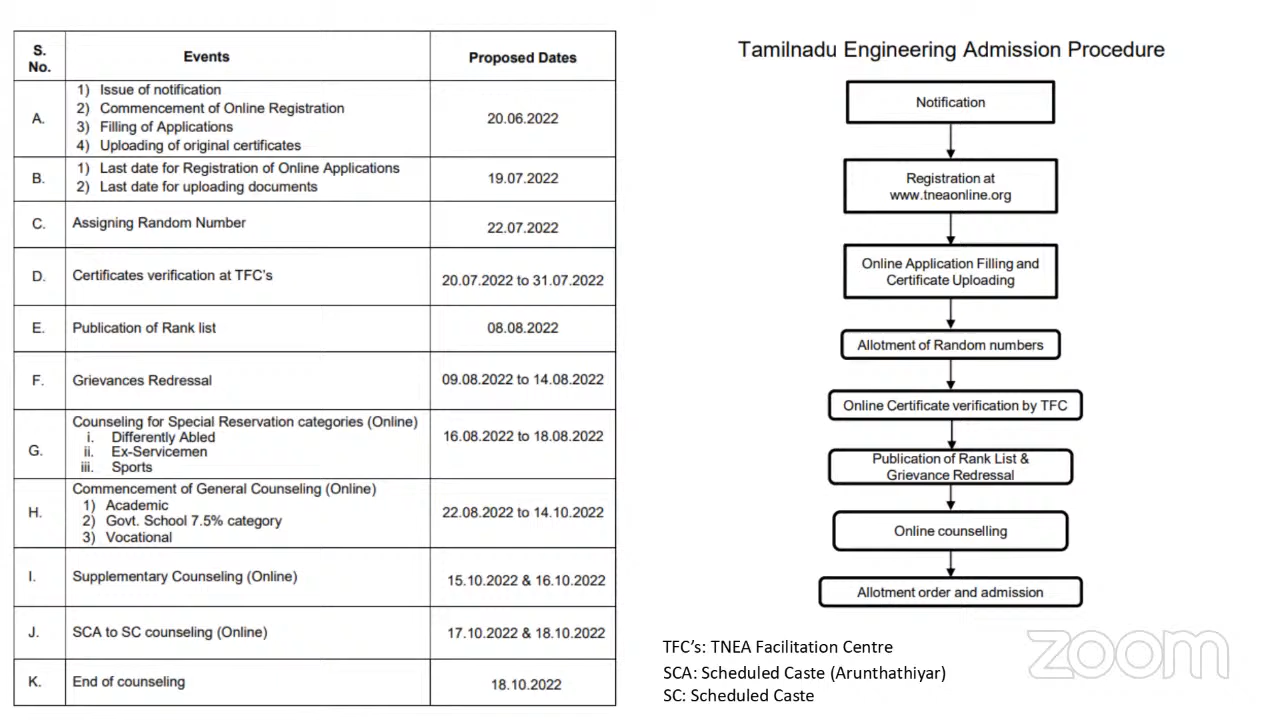 S. No.
Events
Proposed Dates
A.
1) Issue of notification
2) Commencement of Online Registration
3) Filling of Applications
4) Uploading of original certificates
20.06.2022
B.
1) Last date for Registration of Online Applications
2) Last date for uploading documents
19.07.2022
C.
Assigning Random Number
22.07.2022
D.
Certificates verification at TFC's
20.07.2022 to 31.07.2022
E.
Publication of Rank list
08.08.2022
F.
Grievances Redressal
09.08.2022 to 14.08.2022
G.
Counseling for Special Reservation categories (Online)
i. Differently Abled
ii. Ex-Servicemen
iii. Sports
16.08.2022 to 18.08.2022
H.
Commencement of General Counseling (Online)
1) Academic
2) Govt. School 7.5% category
3) Vocational
22.08.2022 to 14.10.2022
I.
Supplementary Counseling (Online)
15.10.2022 & 16.10.2022
J.
SCA to SC counseling (Online)
17.10.2022 & 18.10.2022
K.
End of counseling
18.10.2022
Tamilnadu Engineering Admission Procedure
Notification
Registration at
www.tneaonline.org
Online Application Filling and
Certificate Uploading
Allotment of Random numbers
Online Certificate verification by TFC
Publication of Rank List &
Grievance Redressal
Online counselling
Allotment order and admission
TFC's: TNEA Facilitation Centre
SCA: Scheduled Caste (Arunthathiyar)
SC: Scheduled Caste
zoom